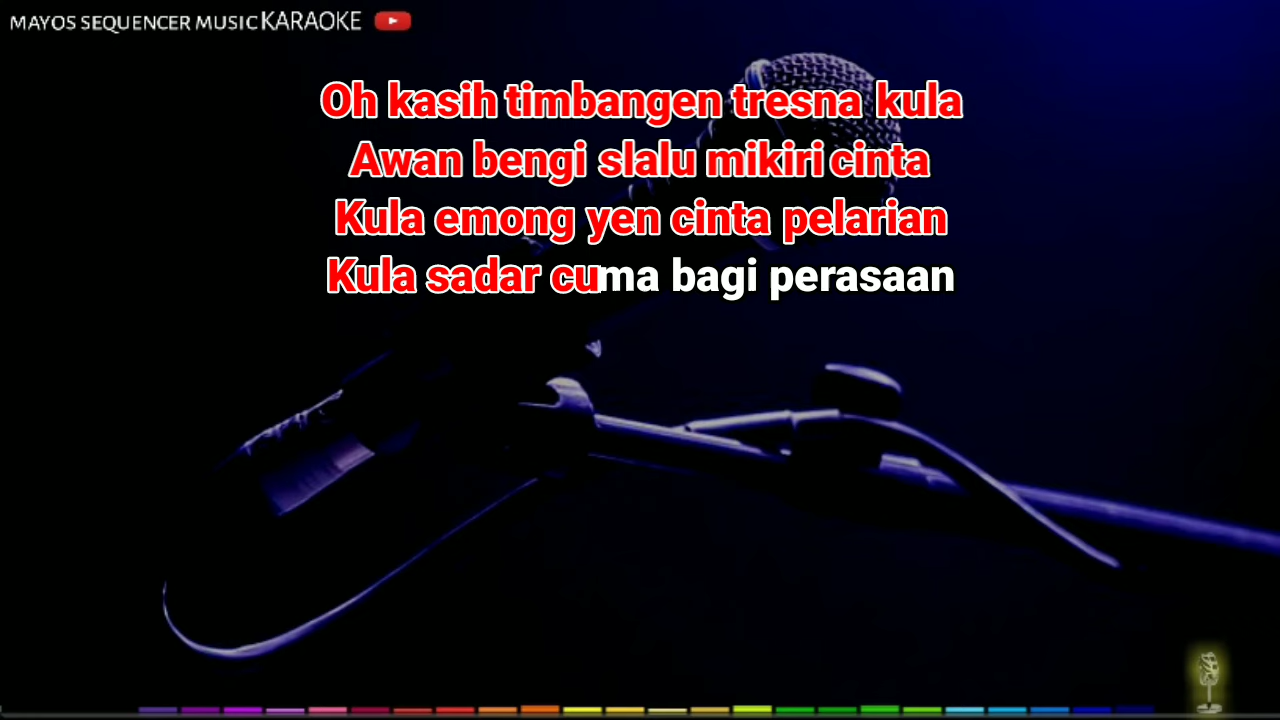 MAYOS SEQUENCER MUSIC KARAOKE
Oh kasih timbangen tresna kula
Awan bengi slalu mikiri cinta
Kula emong yen cinta pelarian
Kula sadar cuma bagi perasaan